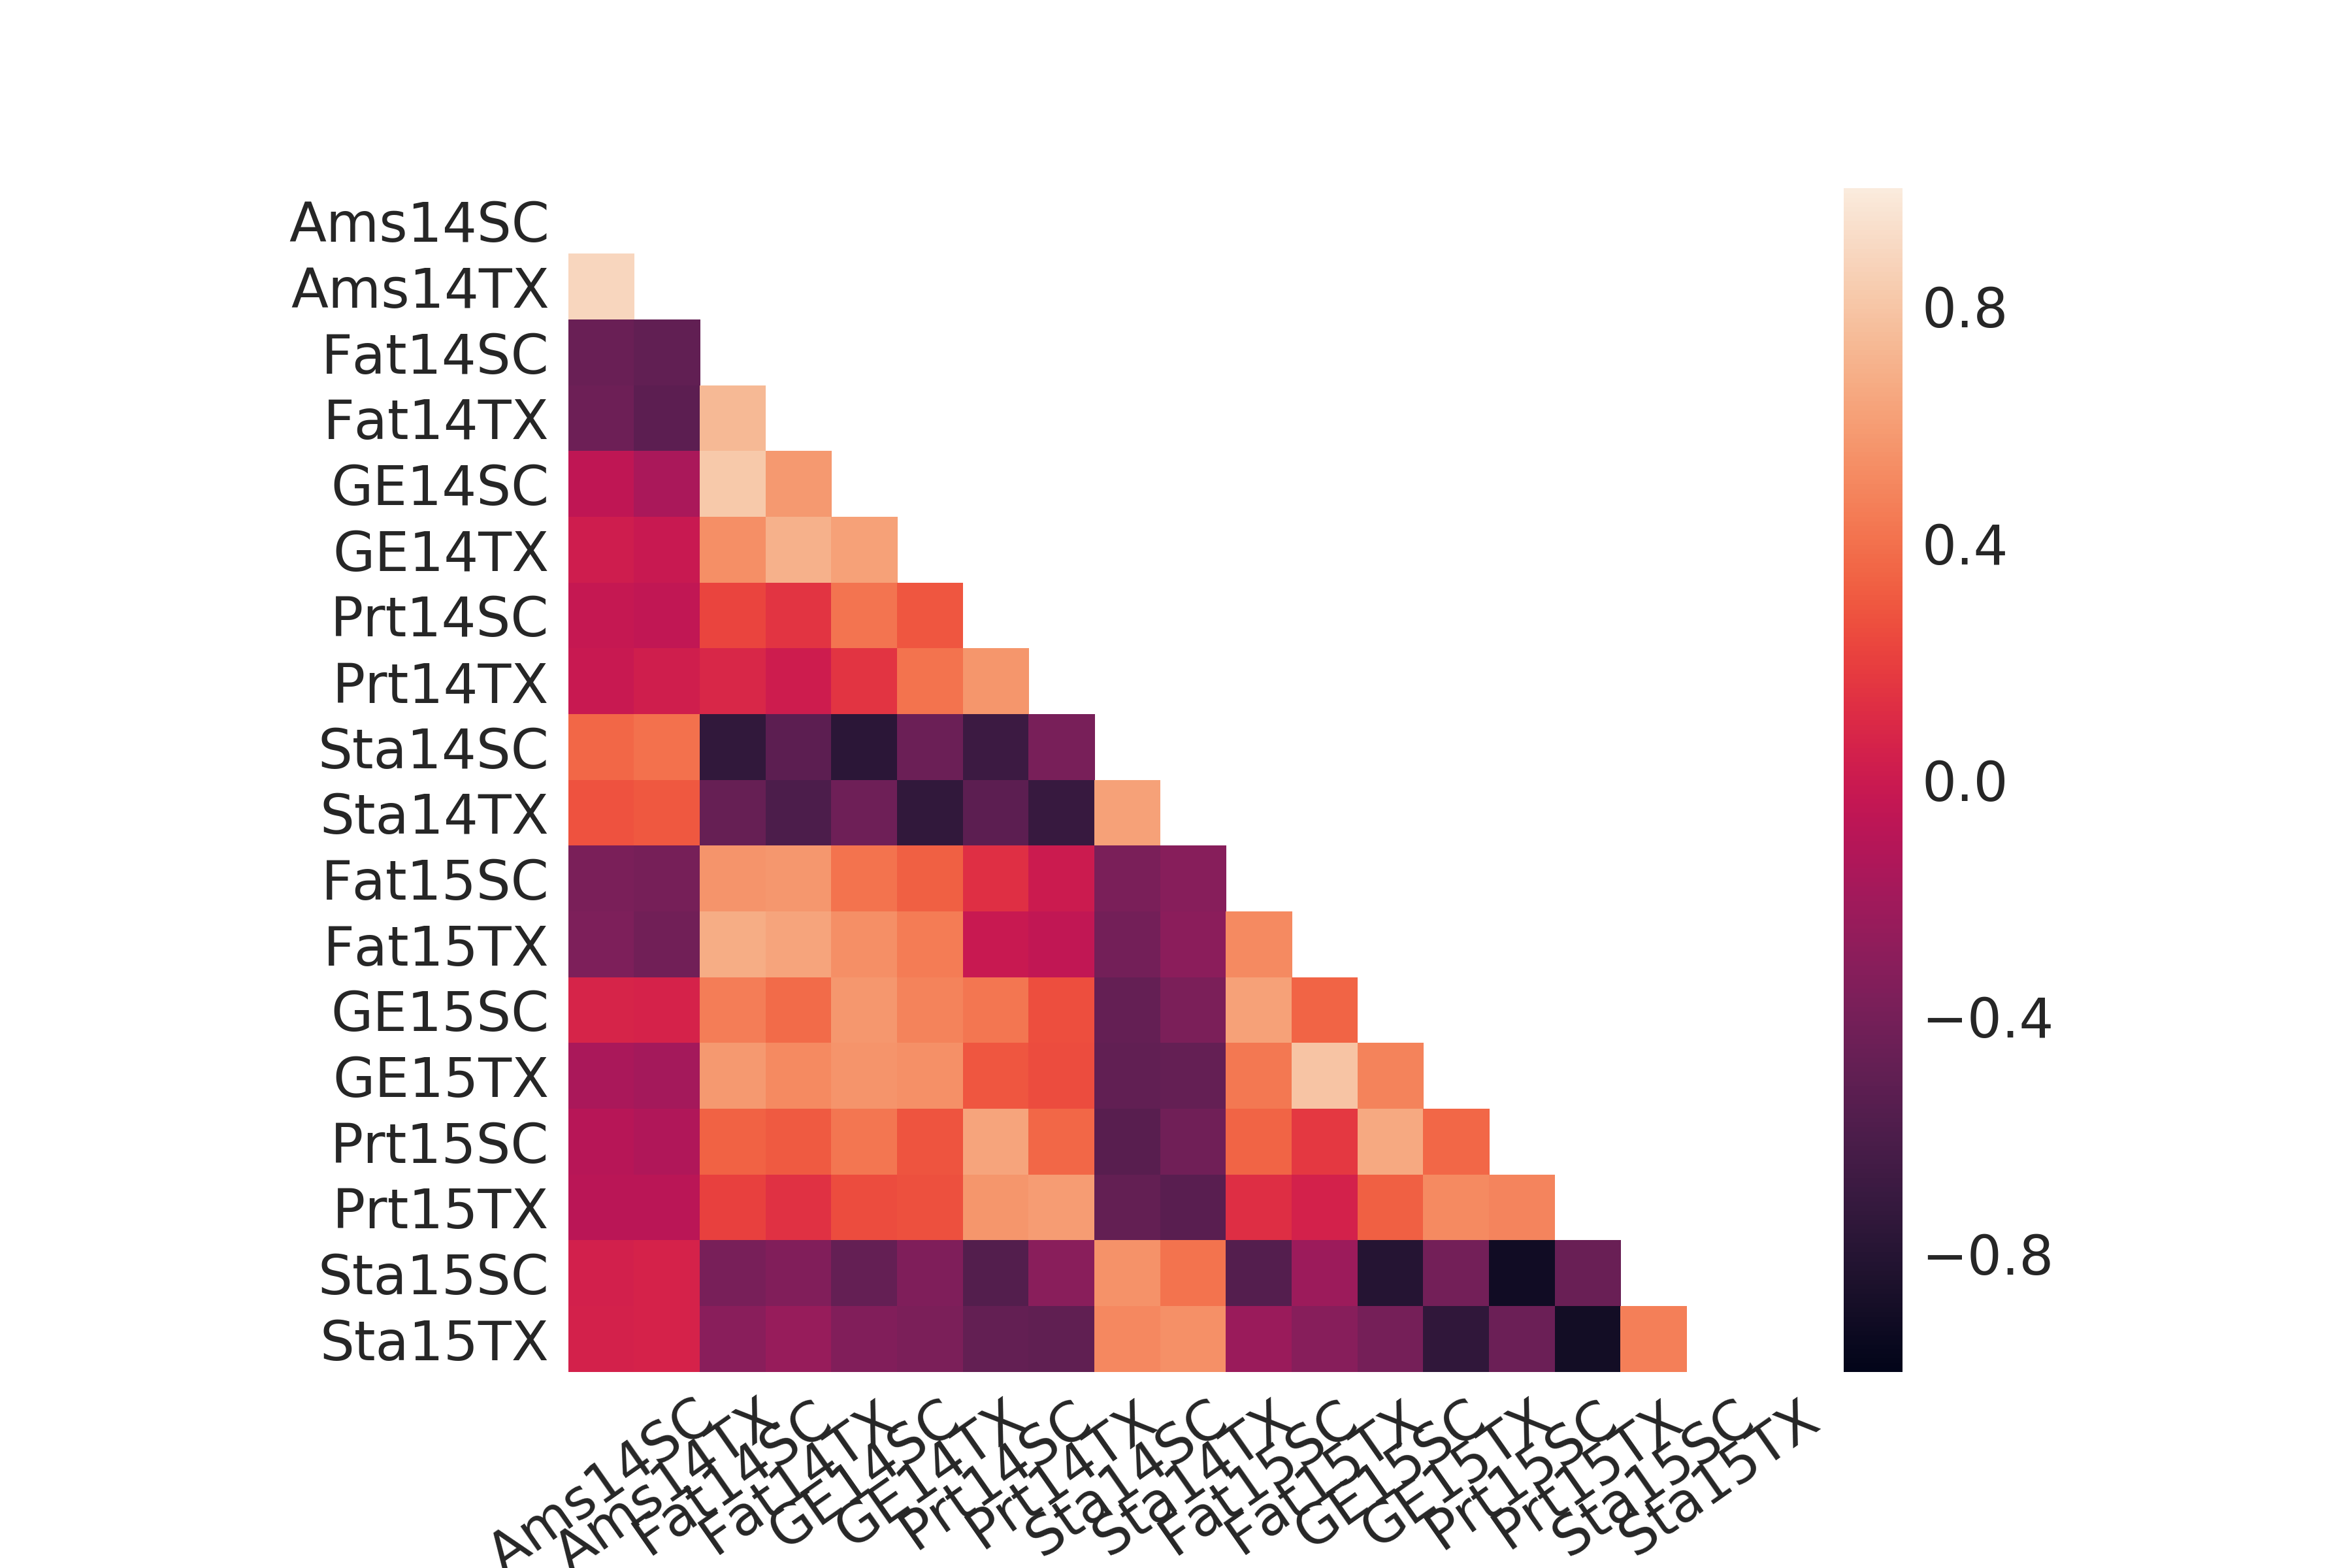 Ams14SC
Ams14TX
Fat14SC
Fat14TX
GE14SC
GE14TX
Prt14SC
Prt14TX
Sta14SC
Sta14TX
Fat15SC
Fat15TX
GE15SC
GE15TX
Prt15SC
Prt15TX
Sta15SC
Sta15TX
0.8
0.4
0.0
−0.4
−0.8
Ams14SC
Ams14TX
Fat14SC
Fat14TX
GE14SC
GE14TX
Prt14SC
Prt14TX
Sta14SC
Sta14TX
Fat15SC
Fat15TX
GE15SC
GE15TX
Prt15SC
Prt15TX
Sta15SC
Sta15TX